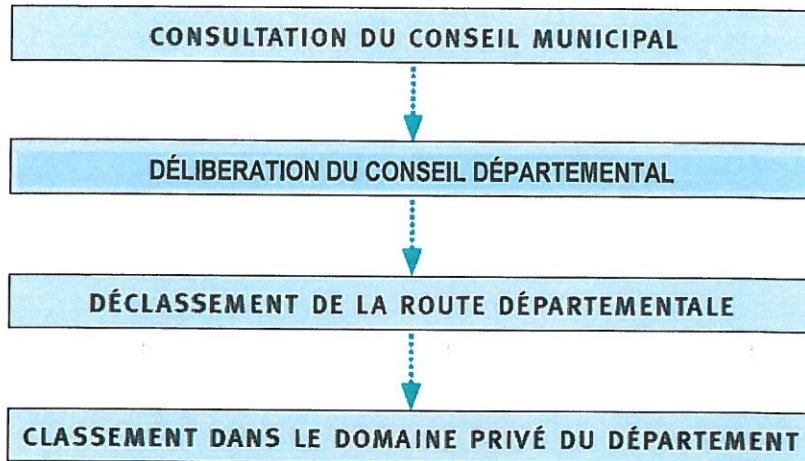 CONSULTATION DU CONSEIL MUNICIPAL
DÉLIBERATION DU CONSEIL DÉPARTEMENTAL
DÉCLASSEMENT DE LA ROUTE DÉPARTEMENTALE
CLASSEMENT DANS LE DOMAINE PRIVÉ DU DÉPARTEMENT